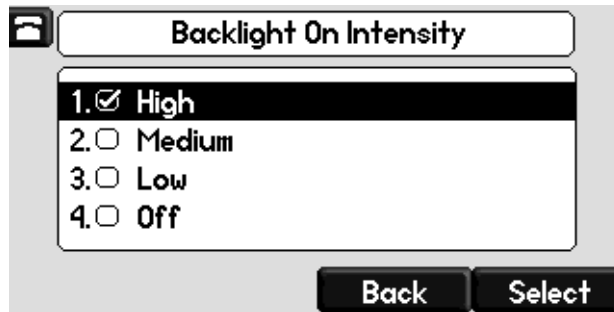 Backlight On Intensity
1. High
2. Medium
3. Low
4. Off
Back Select